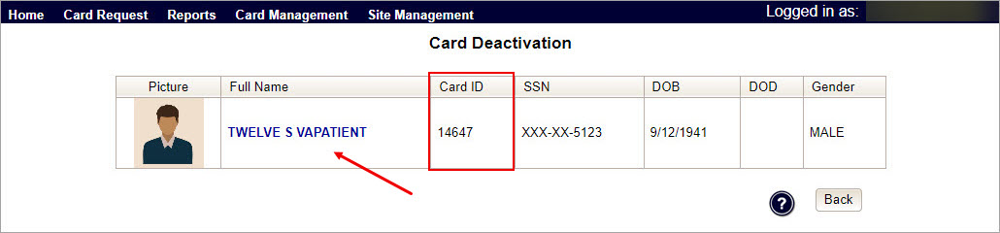 Home Card Request Reports Card Management Site Management Logged in as:
Card Deactivation
Picture Full Name Card ID SSN DOB DOD Gender
TWELVE S VAPATIENT 14647 XXX-XX-5123 9/12/1941 MALE
? Back